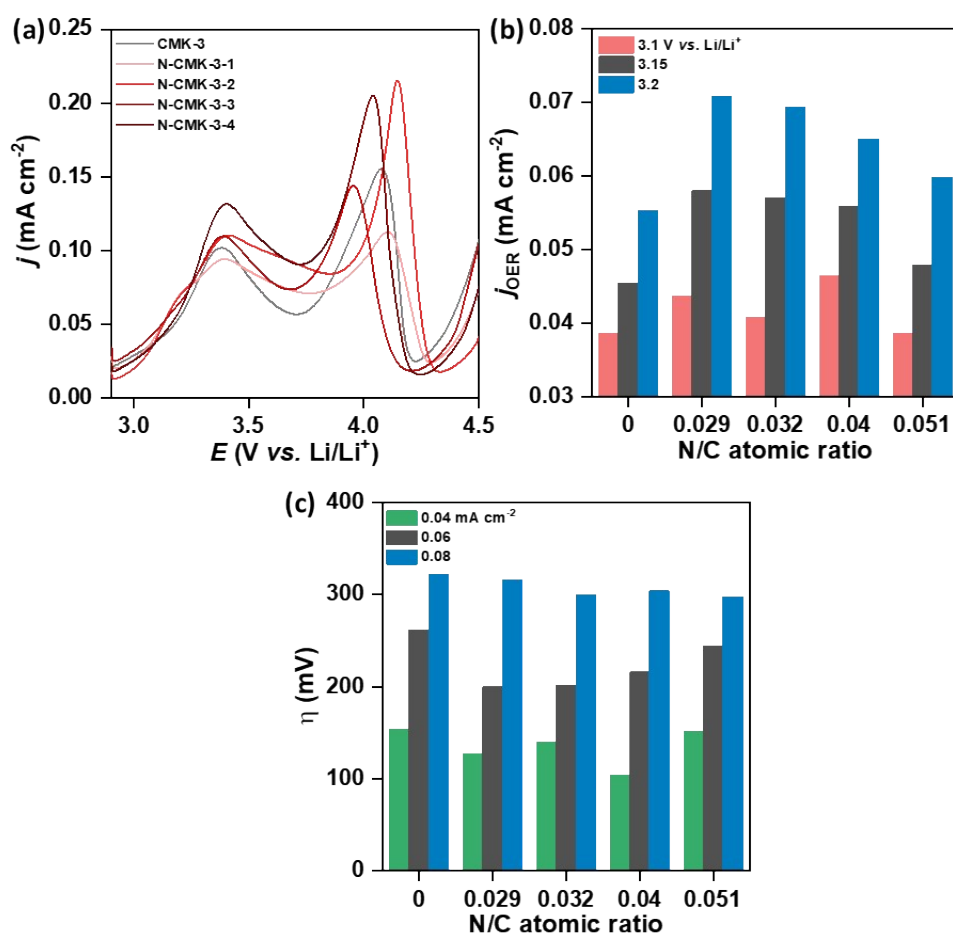 (a)
CMK-3
N-CMK-3-1
N-CMK-3-2
N-CMK-3-3
N-CMK-3-4
0.25
0.20
0.15
0.10
0.05
0.00
j (mA cm⁻²)
3.0 3.5 4.0 4.5
E (V vs. Li/Li⁺)
(b)
3.1 V vs. Li/Li⁺
3.15
3.2
0.08
0.07
0.06
0.05
0.04
0.03
jOER (mA cm⁻²)
0 0.029 0.032 0.04 0.051
N/C atomic ratio
(c)
0.04 mA cm⁻²
0.06
0.08
400
300
200
100
0
η (mV)
0 0.029 0.032 0.04 0.051
N/C atomic ratio